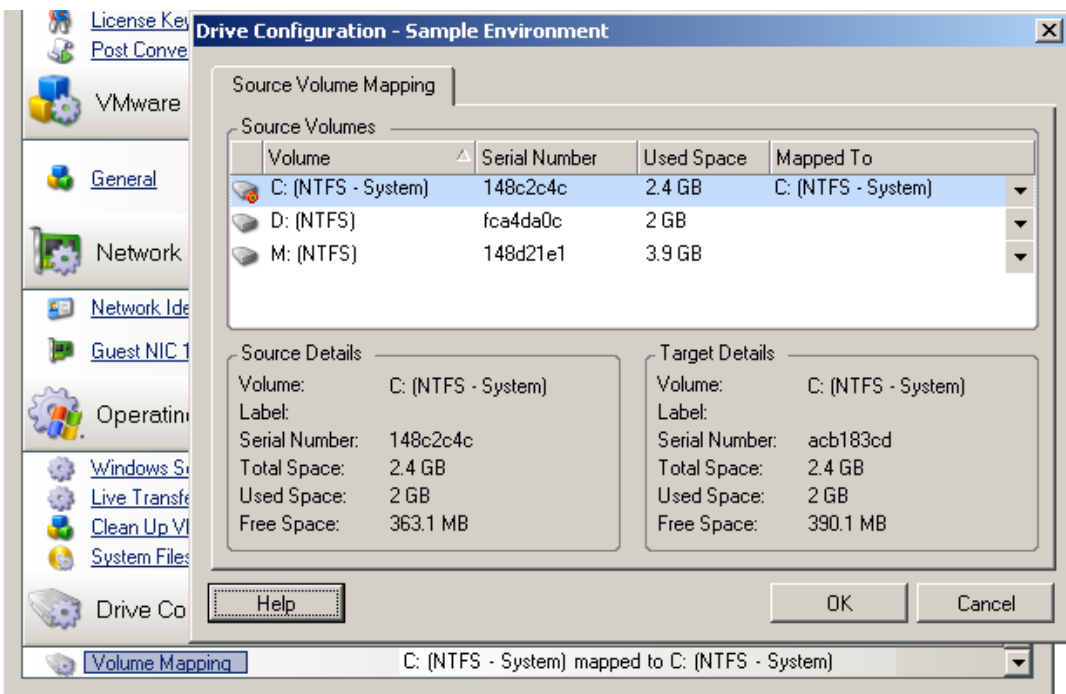 License Key
Post Conve
Drive Configuration - Sample Environment
VMware
General
Network
Network Ide
Guest NIC 1
Operatin
Windows Se
Live Transfe
Clean Up VM
System Files
Drive Co
Source Volume Mapping
Source Volumes
Volume Serial Number Used Space Mapped To
C: (NTFS - System) 148c2c4c 2.4 GB C: (NTFS - System)
D: (NTFS) fca4da0c 2 GB
M: (NTFS) 148d21e1 3.9 GB
Source Details
Volume: C: (NTFS - System)
Label:
Serial Number: 148c2c4c
Total Space: 2.4 GB
Used Space: 2 GB
Free Space: 363.1 MB
Target Details
Volume: C: (NTFS - System)
Label:
Serial Number: acb183cd
Total Space: 2.4 GB
Used Space: 2 GB
Free Space: 390.1 MB
Help OK Cancel
Volume Mapping C: (NTFS - System) mapped to C: (NTFS - System)